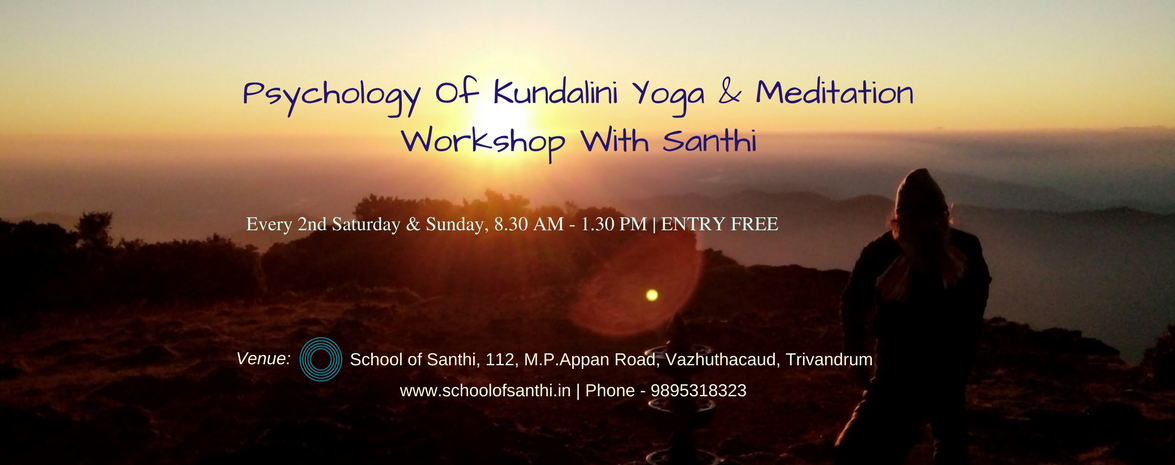 Psychology Of Kundalini Yoga & Meditation
Workshop With Santhi
Every 2nd Saturday & Sunday, 8.30 AM - 1.30 PM | ENTRY FREE
Venue: School of Santhi, 112, M.P.Appan Road, Vazhuthacaud, Trivandrum
www.schoolofsanthi.in | Phone - 9895318323